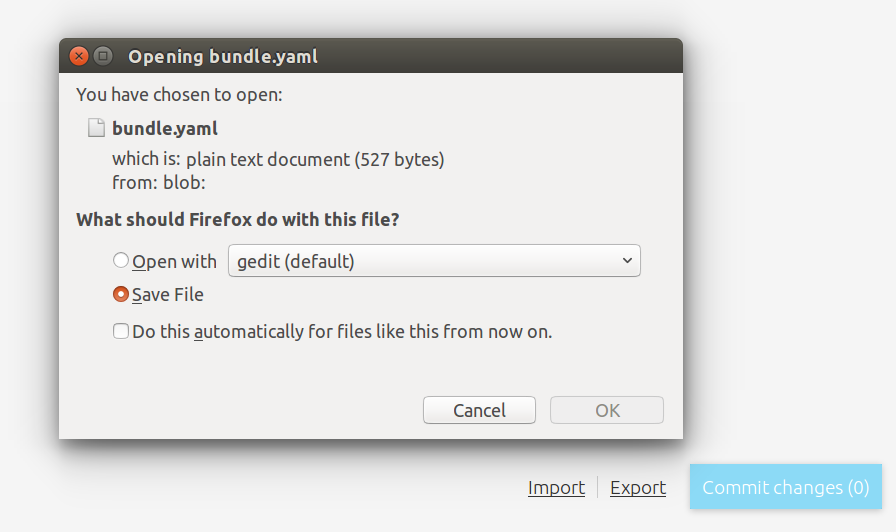 Opening bundle.yaml
You have chosen to open:
bundle.yaml
which is: plain text document (527 bytes)
from: blob:
What should Firefox do with this file?
Open with gedit (default)
Save File
Do this automatically for files like this from now on.
Cancel OK
Import Export Commit changes (0)